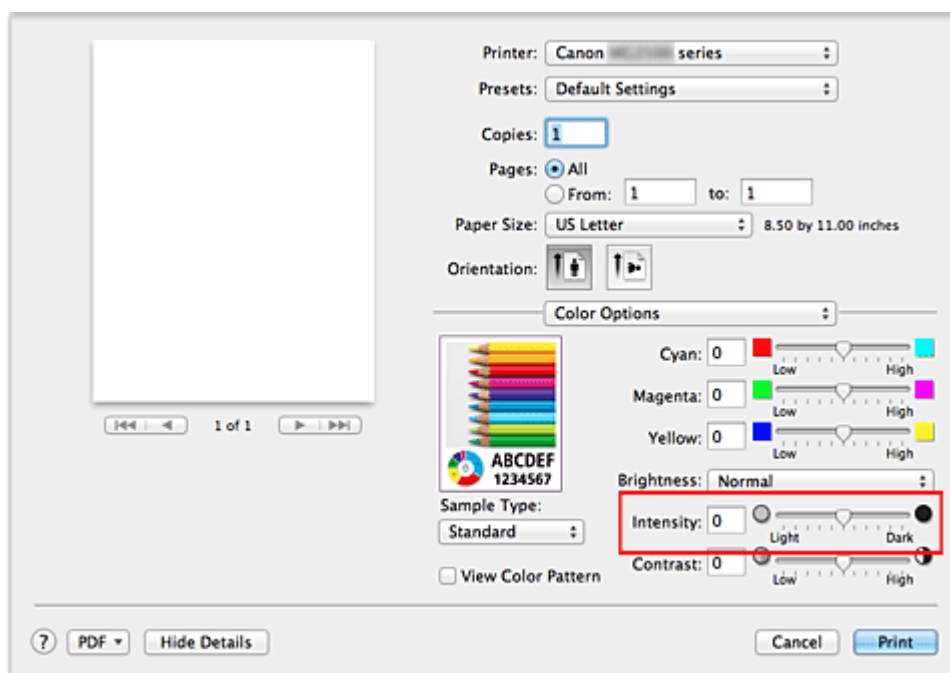 Printer: Canon series
Presets: Default Settings
Copies: 1
Pages: All
From: 1 to: 1
Paper Size: US Letter 8.50 by 11.00 inches
Orientation:
Color Options
Cyan: 0
Low High
Magenta: 0
Low High
Yellow: 0
Low High
ABCDEF
1234567
Brightness: Normal
Sample Type:
Standard
Intensity: 0
Light Dark
View Color Pattern
Contrast: 0
Low High
1 of 1
? PDF Hide Details Cancel Print